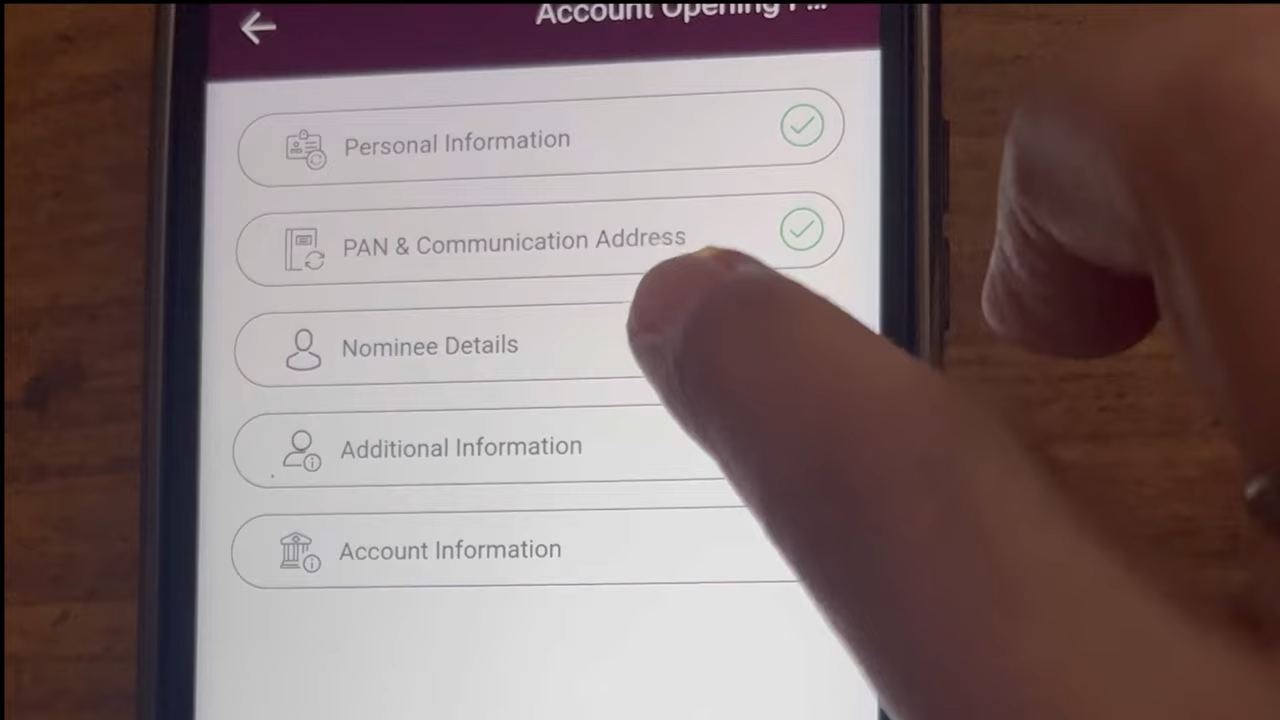 Account Opening
Personal Information
PAN & Communication Address
Nominee Details
Additional Information
Account Information